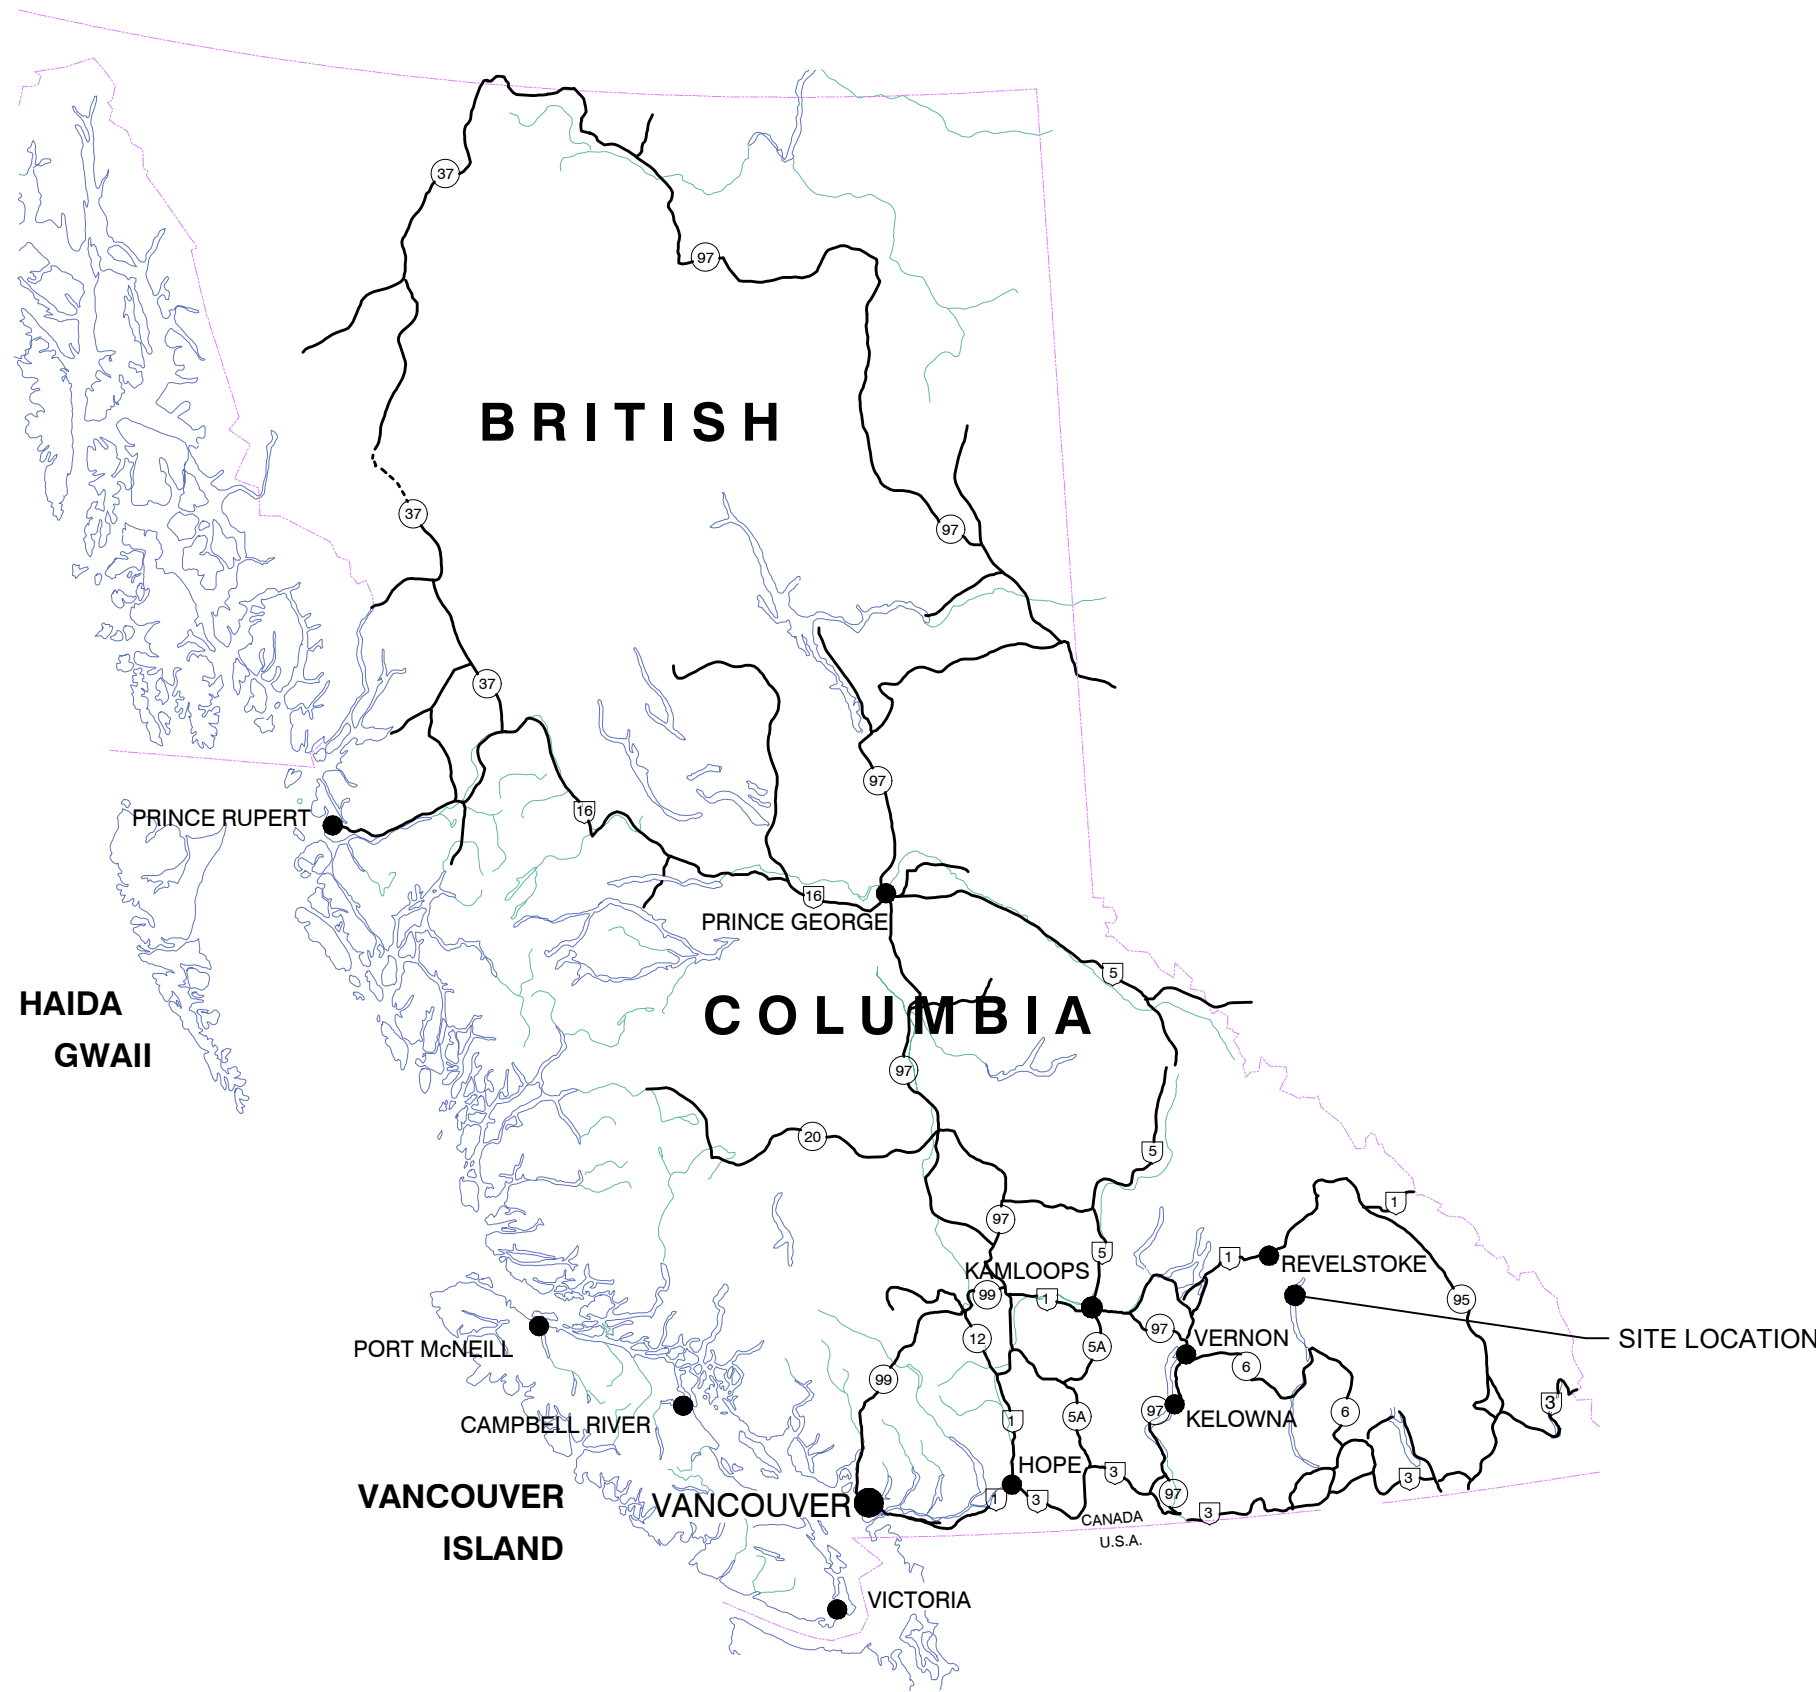 37
97
BRITISH
37
97
37
97
16
PRINCE RUPERT
16
PRINCE GEORGE
5
HAIDA
GWAII
COLUMBIA
97
20
5
97
1
5
1
REVELSTOKE
KAMLOOPS
99
1
95
97
12
5A
VERNON
SITE LOCATION
PORT McNEILL
6
99
3
97
KELOWNA
6
5A
1
CAMPBELL RIVER
HOPE
3
3
VANCOUVER
ISLAND
VANCOUVER
1
3
97
3
CANADA
U.S.A.
VICTORIA